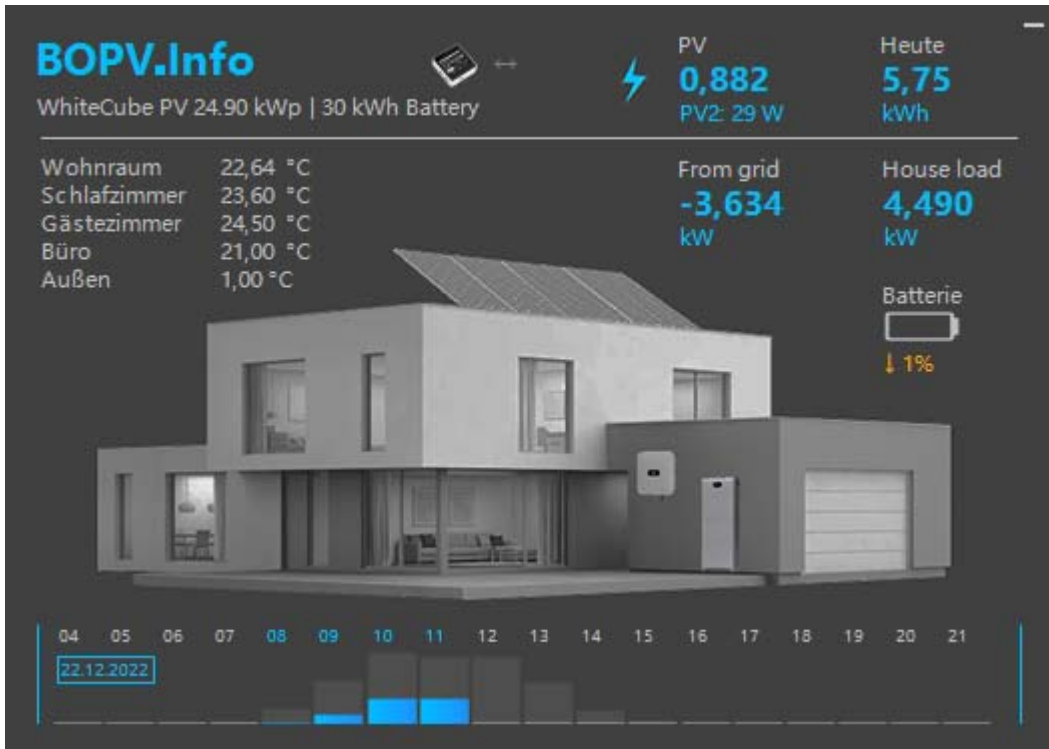 BOPV.Info
WhiteCube PV 24.90 kWp | 30 kWh Battery
PV
0,882
PV2: 29 W
Heute
5,75
kWh
Wohnraum 22,64 °C
Schlafzimmer 23,60 °C
Gästezimmer 24,50 °C
Büro 21,00 °C
Außen 1,00 °C
From grid
-3,634
kW
House load
4,490
kW
Batterie
↓ 1%
04 05 06 07 08 09 10 11 12 13 14 15 16 17 18 19 20 21
22.12.2022